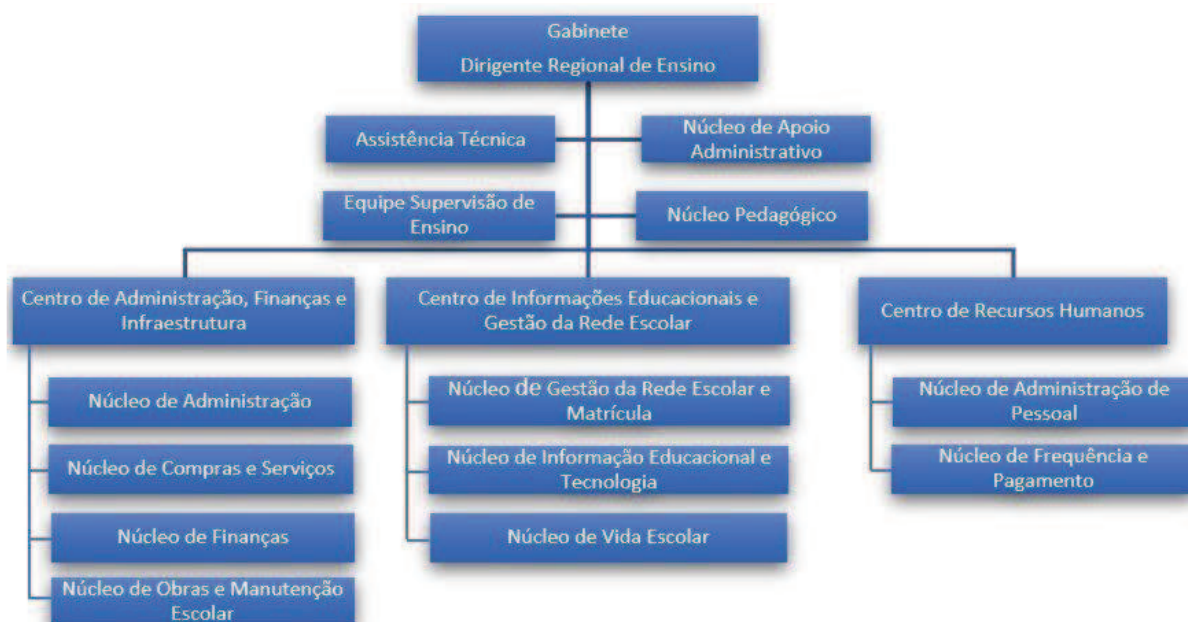 Gabinete
Dirigente Regional de Ensino
Assistência Técnica
Núcleo de Apoio
Administrativo
Equipe Supervisão de
Ensino
Núcleo Pedagógico
Centro de Administração, Finanças e
Infraestrutura
Centro de Informações Educacionais e
Gestão da Rede Escolar
Centro de Recursos Humanos
Núcleo de Administração
Núcleo de Compras e Serviços
Núcleo de Finanças
Núcleo de Obras e Manutenção
Escolar
Núcleo de Gestão da Rede Escolar e
Matrícula
Núcleo de Informação Educacional e
Tecnologia
Núcleo de Vida Escolar
Núcleo de Administração de
Pessoal
Núcleo de Frequência e
Pagamento